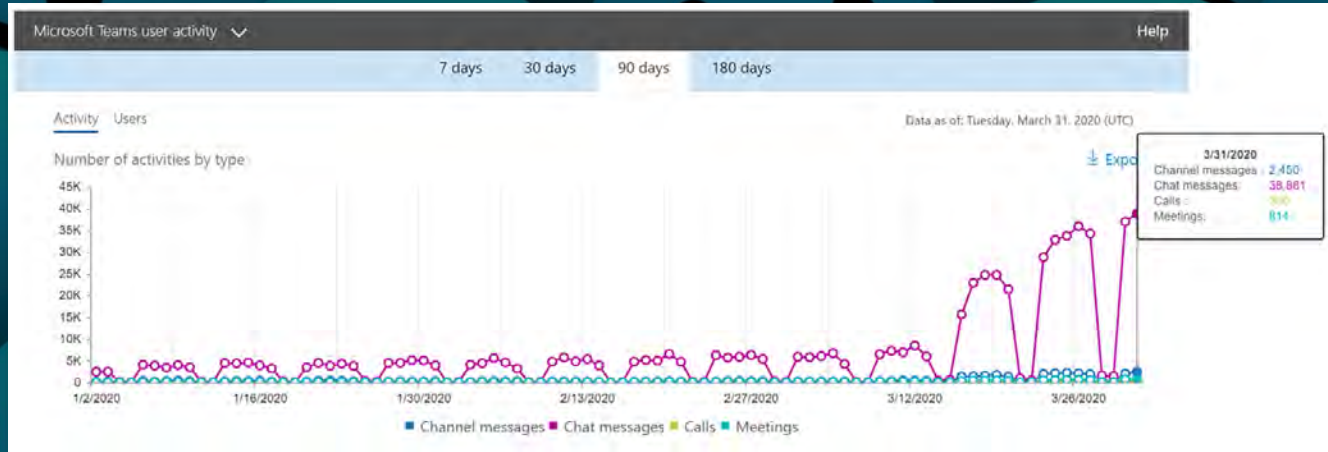 Microsoft Teams user activity
Help
7 days 30 days 90 days 180 days
Activity Users
Data as of: Tuesday, March 31, 2020 (UTC)
Number of activities by type
Expo
3/31/2020
Channel messages : 2,450
Chat messages: 38,861
Calls :
Meetings: 814
45K
40K
35K
30K
25K
20K
15K
10K
5K
0
1/2/2020 1/16/2020 1/30/2020 2/13/2020 2/27/2020 3/12/2020 3/26/2020
Channel messages Chat messages Calls Meetings